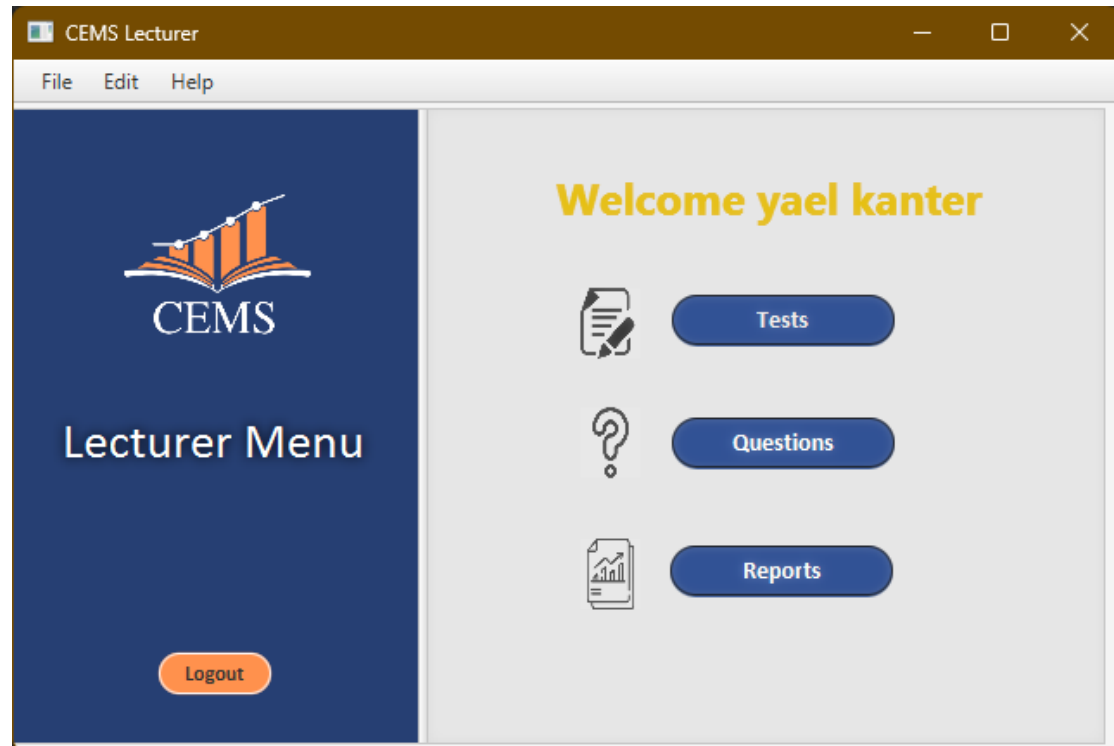 CEMS Lecturer
File Edit Help
CEMS
Lecturer Menu
Logout
Welcome yael kanter
Tests
Questions
Reports